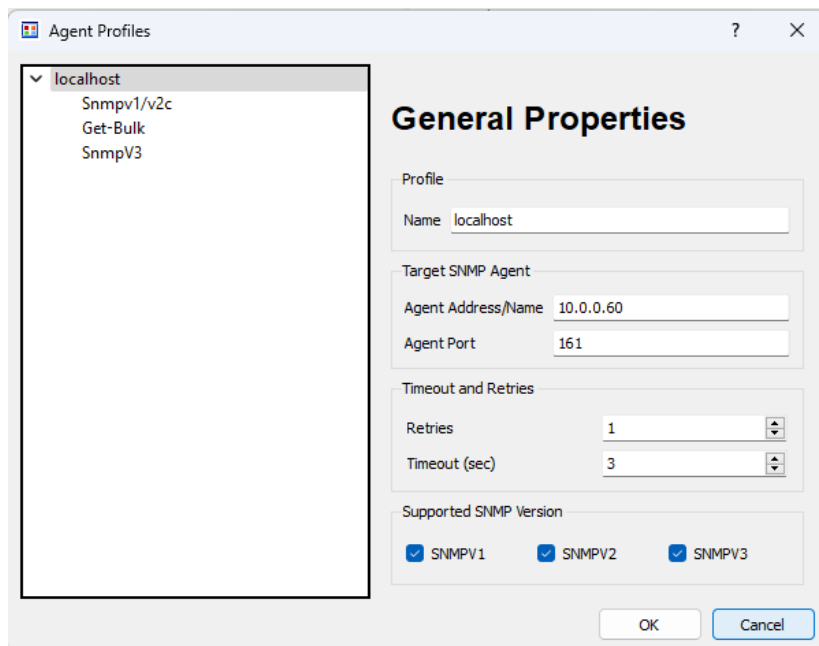 Agent Profiles
?
localhost
Snmpv1/v2c
Get-Bulk
SnmpV3
General Properties
Profile
Name localhost
Target SNMP Agent
Agent Address/Name 10.0.0.60
Agent Port 161
Timeout and Retries
Retries 1
Timeout (sec) 3
Supported SNMP Version
SNMPV1 SNMPV2 SNMPV3
OK Cancel